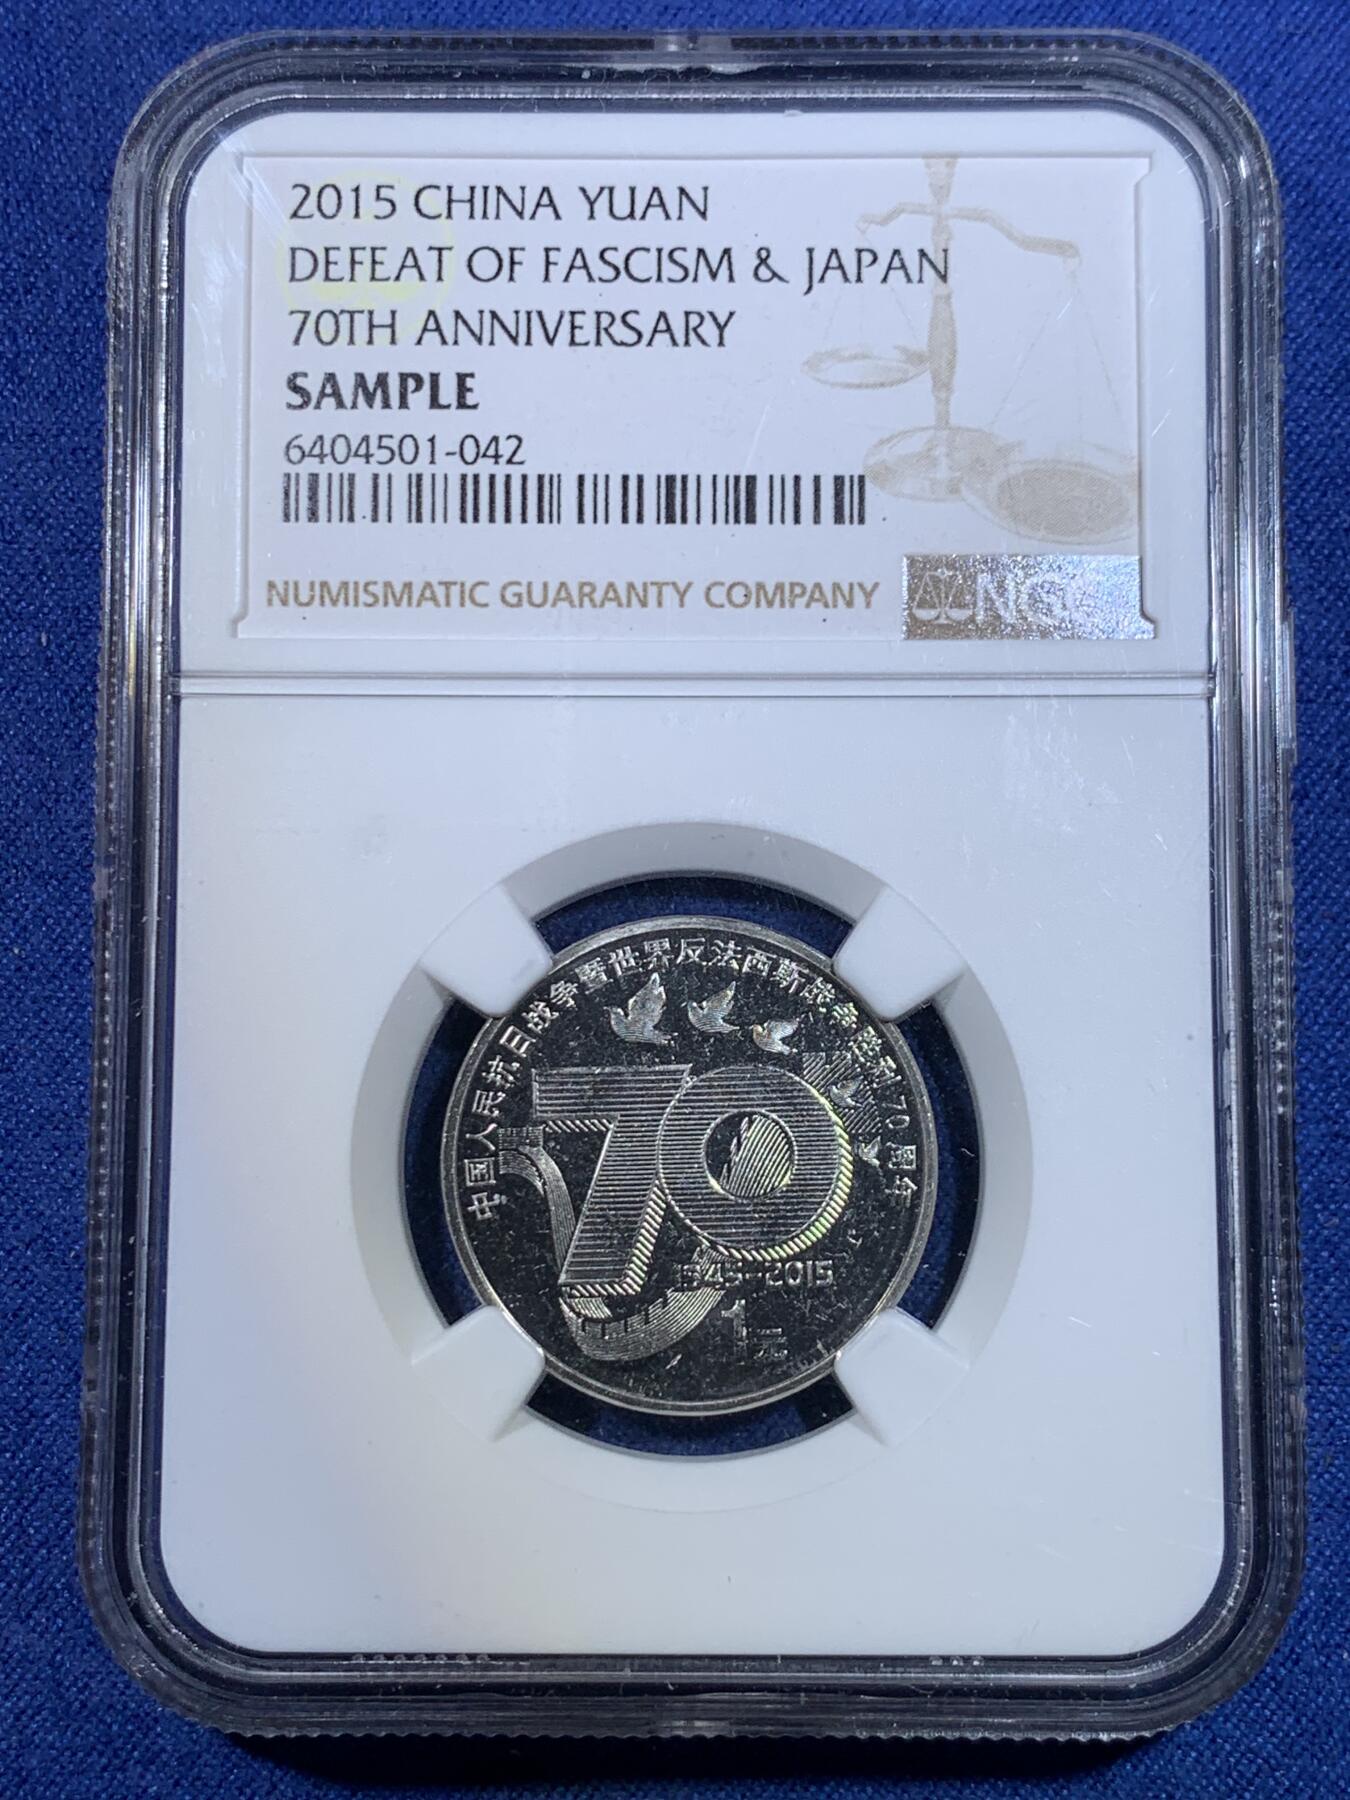 2015 CHINA YUAN
DEFEAT OF FASCISM & JAPAN
70TH ANNIVERSARY
SAMPLE
6404501-042
NUMISMATIC GUARANTY COMPANY
NGC
中国人民抗日战争暨世界反法西斯战争胜利70周年
70
1945-2015
1元